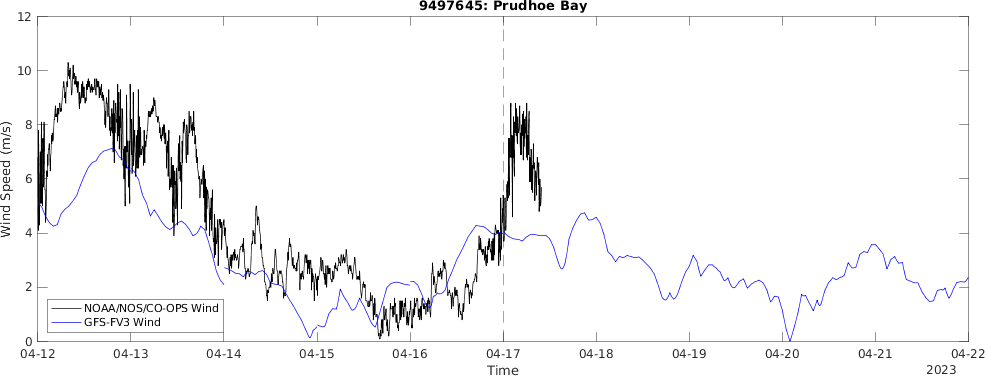 9497645: Prudhoe Bay
Wind Speed (m/s)
12
10
8
6
4
2
0
NOAA/NOS/CO-OPS Wind
GFS-FV3 Wind
04-12 04-13 04-14 04-15 04-16 04-17 04-18 04-19 04-20 04-21 04-22
Time
2023